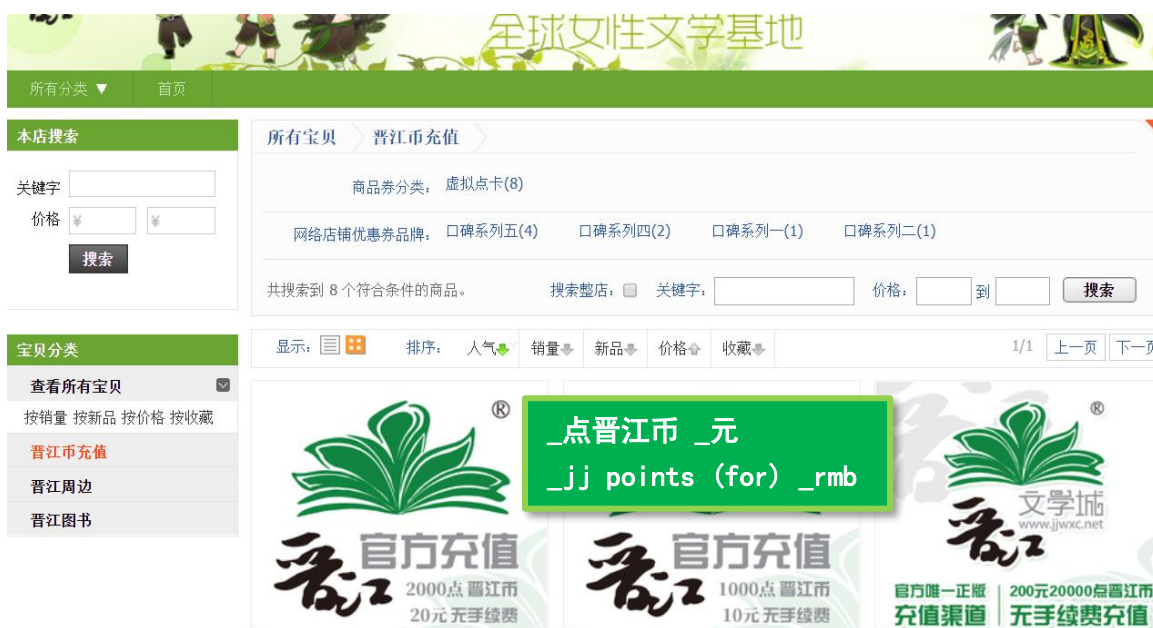 全球女性文学基地
所有分类 ▼ 首页
本店搜索
关键字
价格 ¥ ¥
搜索
所有宝贝 晋江币充值
商品券分类: 虚拟点卡(8)
网络店铺优惠券品牌: 口碑系列五(4) 口碑系列四(2) 口碑系列一(1) 口碑系列二(1)
共搜索到 8 个符合条件的商品。 搜索整店: 关键字: 价格: 到 搜索
宝贝分类
查看所有宝贝
按销量 按新品 按价格 按收藏
晋江币充值
晋江周边
晋江图书
显示: 排序: 人气 销量 新品 价格 收藏 1/1 上一页 下一页
_点晋江币 _元
_jj points (for) _rmb
®
晋江 官方充值
2000点 晋江币
20元 无手续费
晋江 官方充值
1000点 晋江币
10元 无手续费
®
晋江 文学城
www.jjwxc.net
官方唯一正版 200元20000点晋江币
充值渠道 无手续费充值